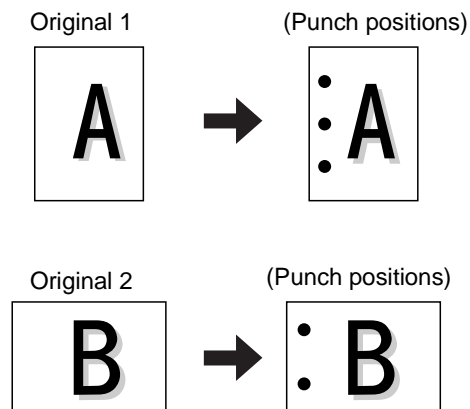 Original 1 (Punch positions)
A A
Original 2 (Punch positions)
B B